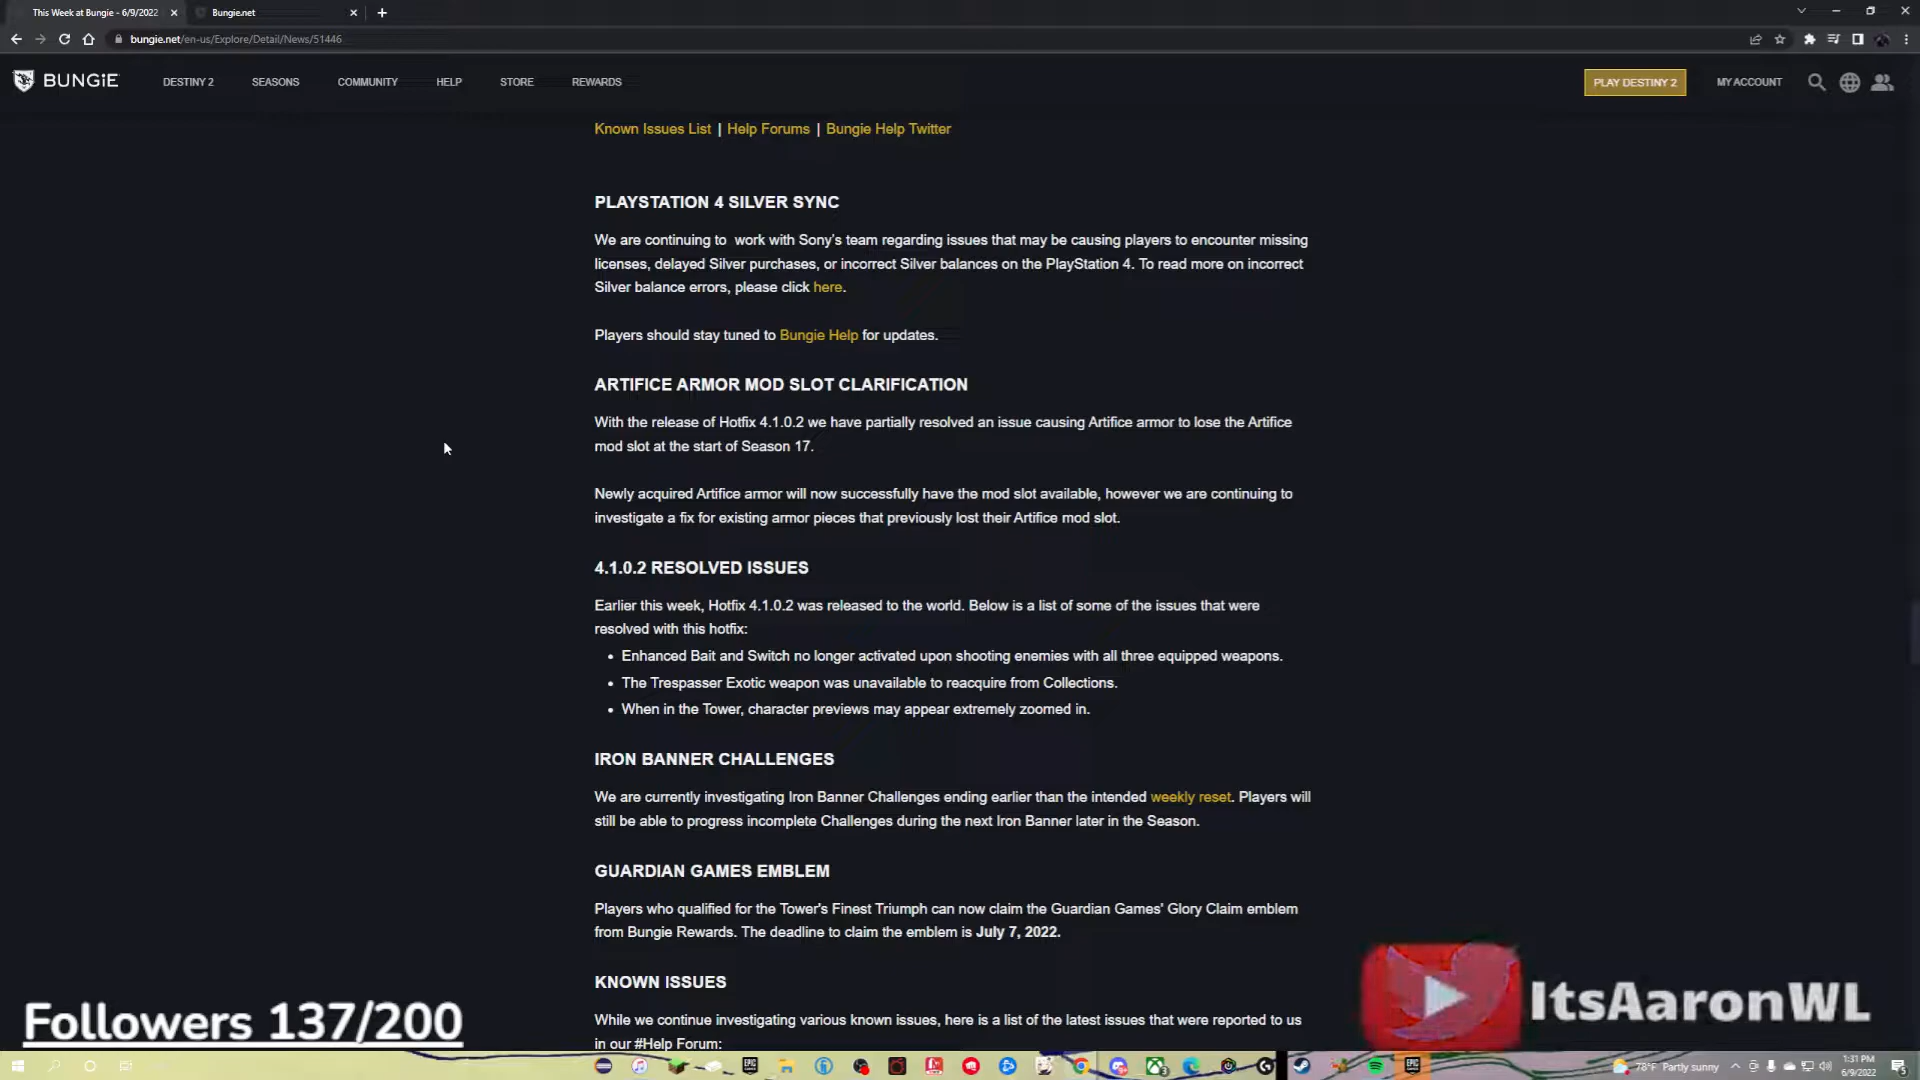 This Week at Bungie - 6/9/2022
Bungie.net
bungie.net/en-us/Explore/Detail/News/51446
BUNGiE
DESTINY 2
SEASONS
COMMUNITY
HELP
STORE
REWARDS
PLAY DESTINY 2
MY ACCOUNT
Known Issues List | Help Forums | Bungie Help Twitter
PLAYSTATION 4 SILVER SYNC
We are continuing to work with Sony's team regarding issues that may be causing players to encounter missing
licenses, delayed Silver purchases, or incorrect Silver balances on the PlayStation 4. To read more on incorrect
Silver balance errors, please click here.
Players should stay tuned to Bungie Help for updates.
ARTIFICE ARMOR MOD SLOT CLARIFICATION
With the release of Hotfix 4.1.0.2 we have partially resolved an issue causing Artifice armor to lose the Artifice
mod slot at the start of Season 17.
Newly acquired Artifice armor will now successfully have the mod slot available, however we are continuing to
investigate a fix for existing armor pieces that previously lost their Artifice mod slot.
4.1.0.2 RESOLVED ISSUES
Earlier this week, Hotfix 4.1.0.2 was released to the world. Below is a list of some of the issues that were
resolved with this hotfix:
• Enhanced Bait and Switch no longer activated upon shooting enemies with all three equipped weapons.
• The Trespasser Exotic weapon was unavailable to reacquire from Collections.
• When in the Tower, character previews may appear extremely zoomed in.
IRON BANNER CHALLENGES
We are currently investigating Iron Banner Challenges ending earlier than the intended weekly reset. Players will
still be able to progress incomplete Challenges during the next Iron Banner later in the Season.
GUARDIAN GAMES EMBLEM
Players who qualified for the Tower's Finest Triumph can now claim the Guardian Games' Glory Claim emblem
from Bungie Rewards. The deadline to claim the emblem is July 7, 2022.
KNOWN ISSUES
While we continue investigating various known issues, here is a list of the latest issues that were reported to us
in our #Help Forum:
Followers 137/200
ItsAaronWL
78°F Partly sunny
1:31 PM
6/9/2022